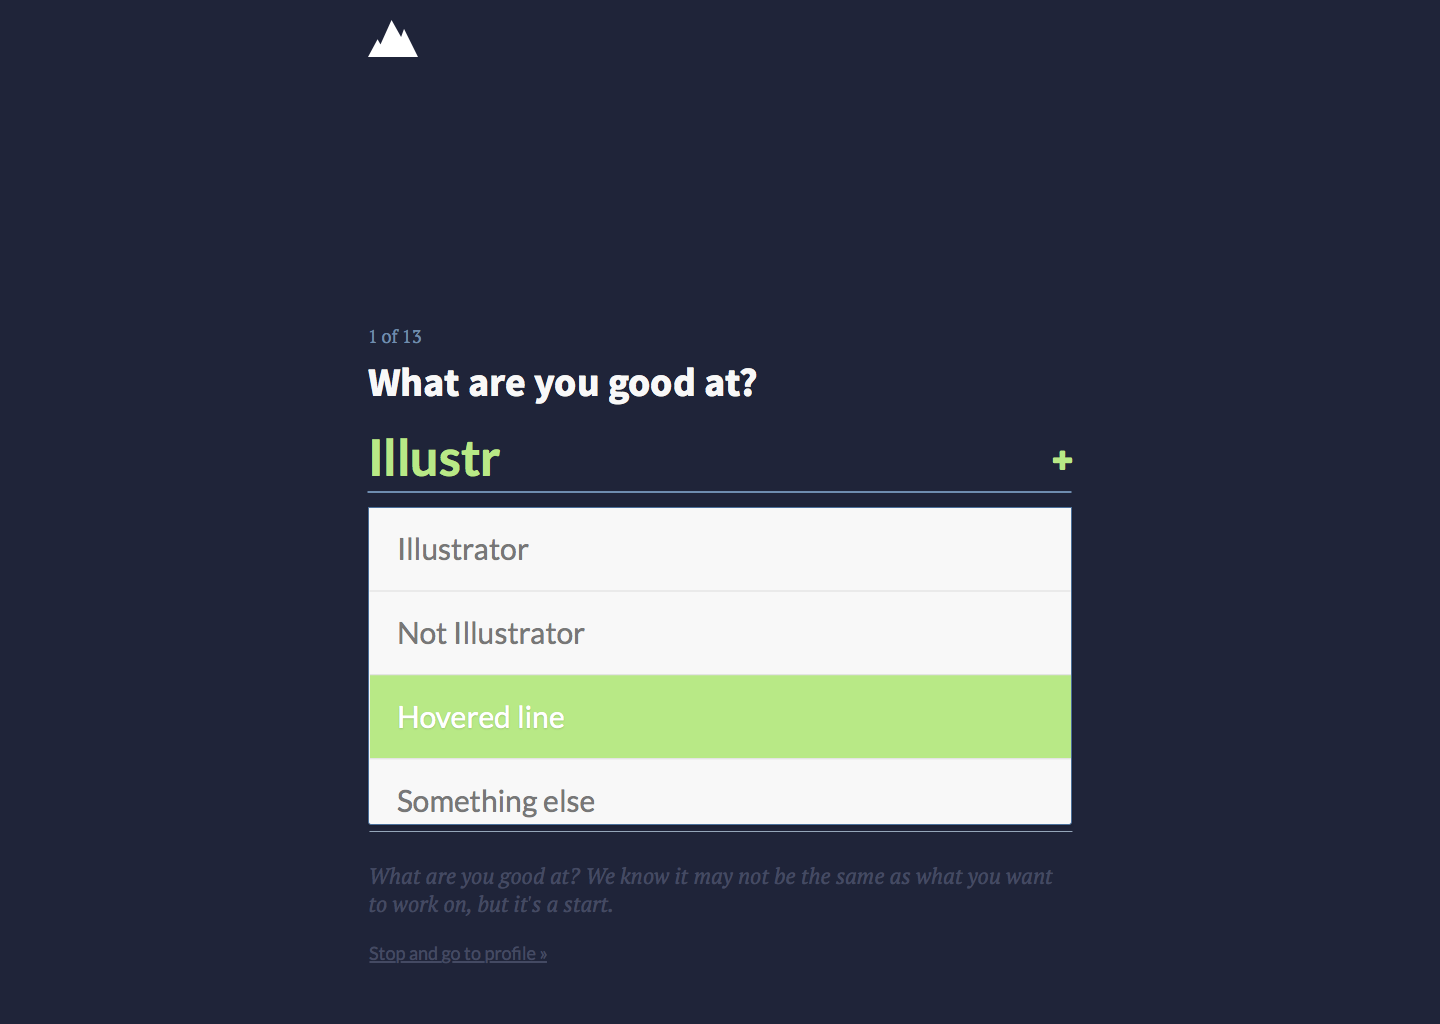 1 of 13
What are you good at?
Illustr
Illustrator
Not Illustrator
Hovered line
Something else
What are you good at? We know it may not be the same as what you want
to work on, but it's a start.
Stop and go to profile »